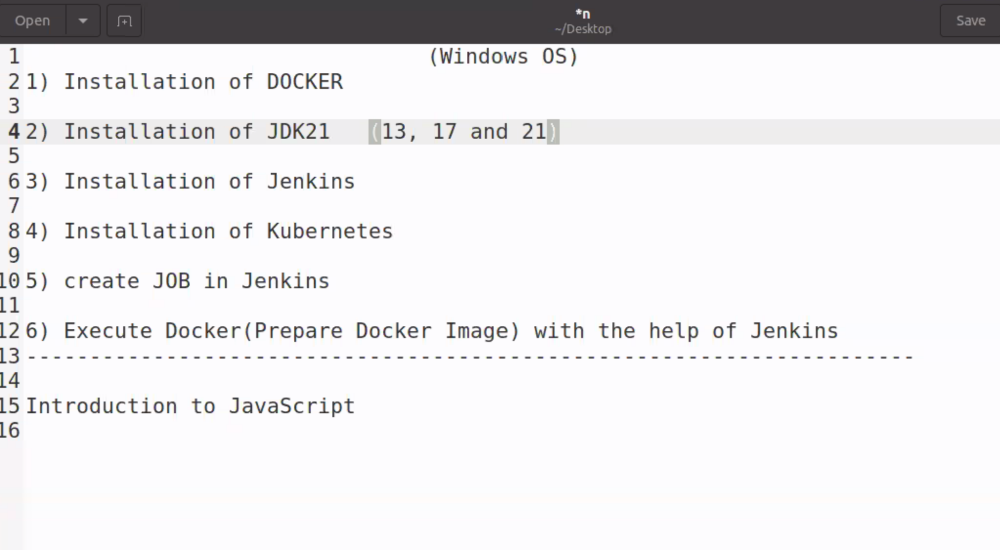 Open
*n
~/Desktop
Save
1 (Windows OS)
2 1) Installation of DOCKER
3
4 2) Installation of JDK21 (13, 17 and 21)
5
6 3) Installation of Jenkins
7
8 4) Installation of Kubernetes
9
10 5) create JOB in Jenkins
11
12 6) Execute Docker(Prepare Docker Image) with the help of Jenkins
13 ----------------------------------------------------------------------
14
15 Introduction to JavaScript
16